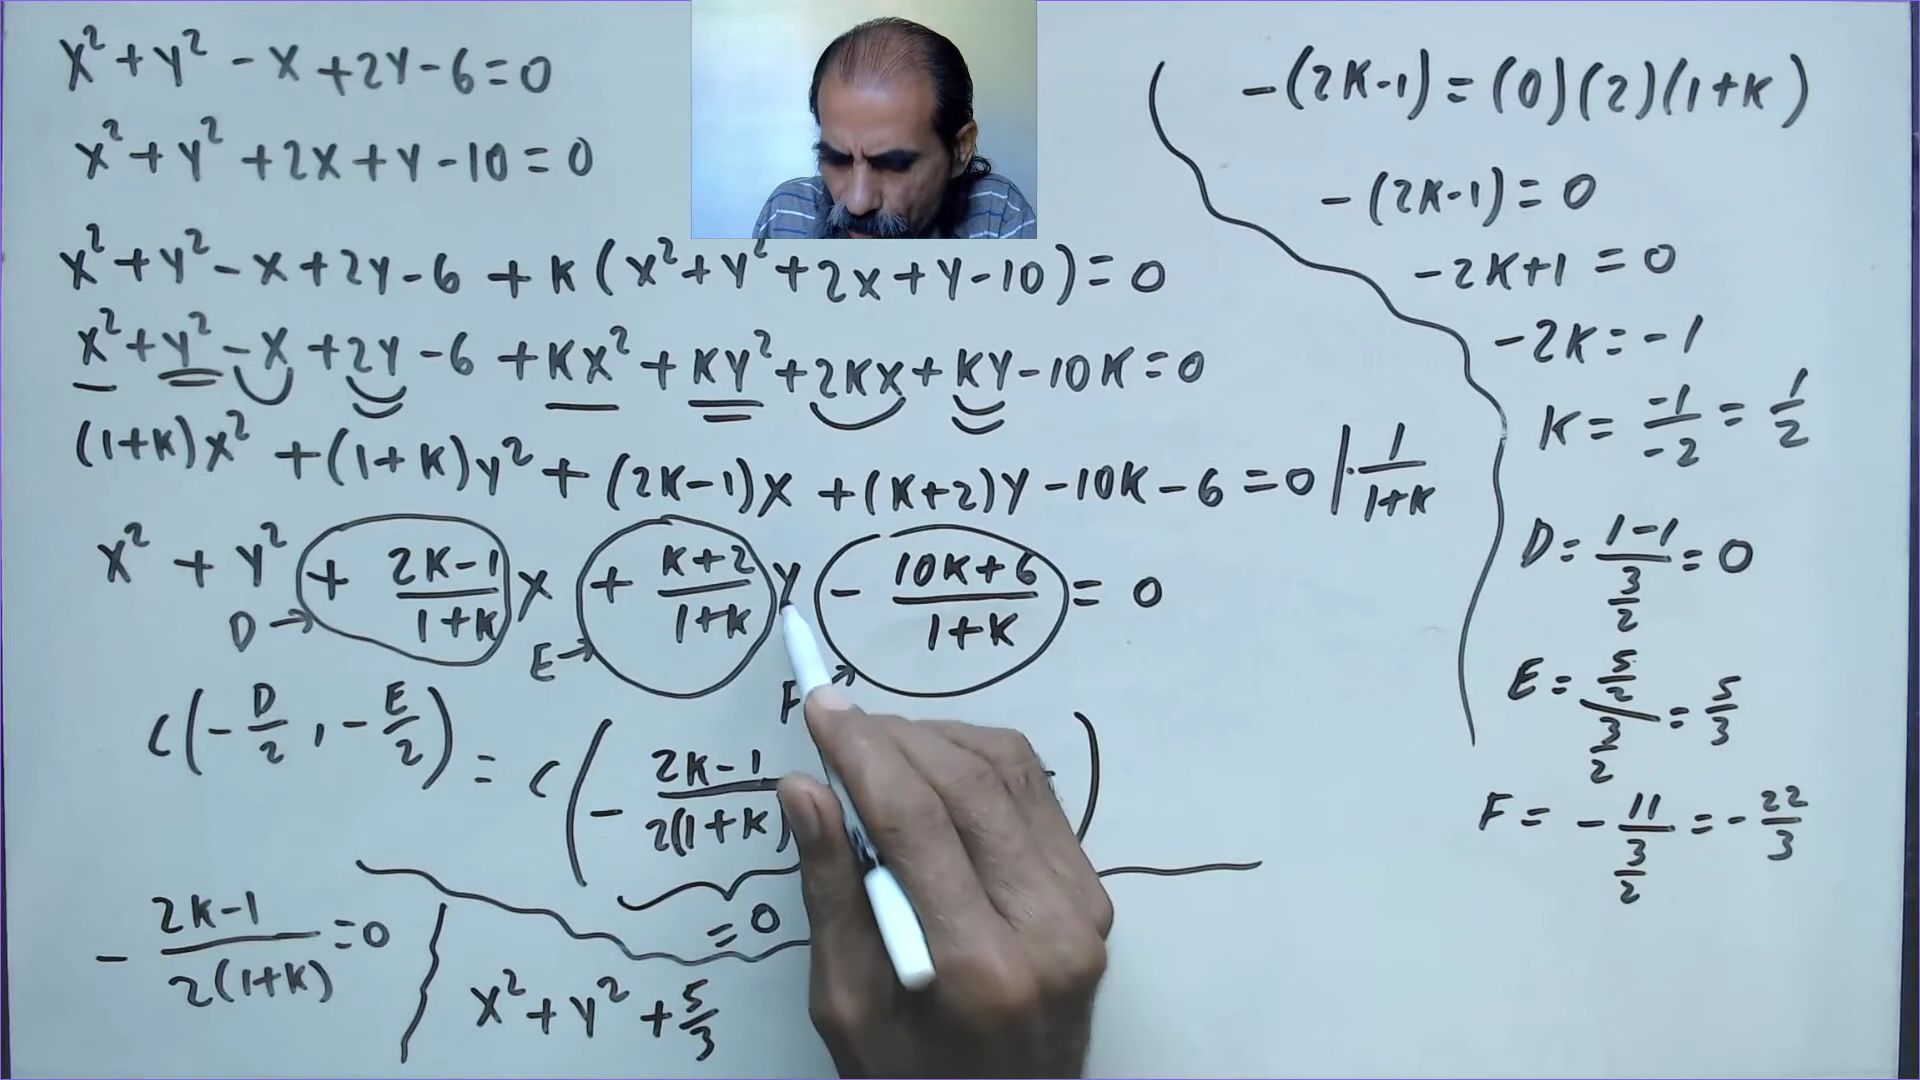 x² + y² - x + 2y - 6 = 0
x² + y² + 2x + y - 10 = 0
x² + y² - x + 2y - 6 + k(x² + y² + 2x + y - 10) = 0
x² + y² - x + 2y - 6 + kx² + ky² + 2kx + ky - 10k = 0
(1+k)x² + (1+k)y² + (2k-1)x + (k+2)y - 10k - 6 = 0 |· 1/(1+k)
x² + y² + (2k-1)/(1+k) x + (k+2)/(1+k) y - (10k+6)/(1+k) = 0
D → E → F →
C(-D/2, -E/2) = C(- (2k-1)/(2(1+k) )
= 0
- (2k-1)/(2(1+k)) = 0
x² + y² + 5/3
-(2k-1) = (0)(2)(1+k)
-(2k-1) = 0
-2k+1 = 0
-2k = -1
k = -1/-2 = 1/2
D = (1-1)/(3/2) = 0
E = (5/2)/(3/2) = 5/3
F = - 11/(3/2) = - 22/3